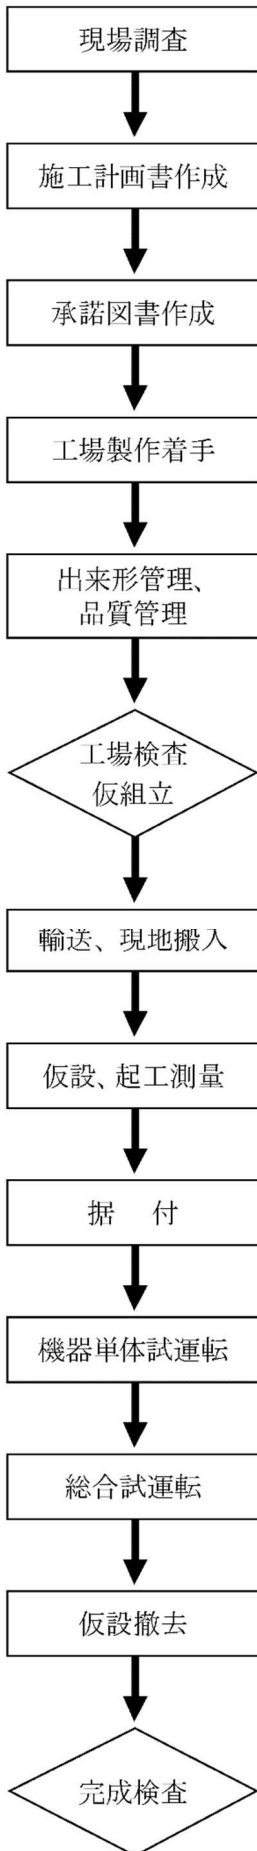 現場調査
施工計画書作成
承諾図書作成
工場製作着手
出来形管理、
品質管理
工場検査
仮組立
輸送、現地搬入
仮設、起工測量
据　付
機器単体試運転
総合試運転
仮設撤去
完成検査